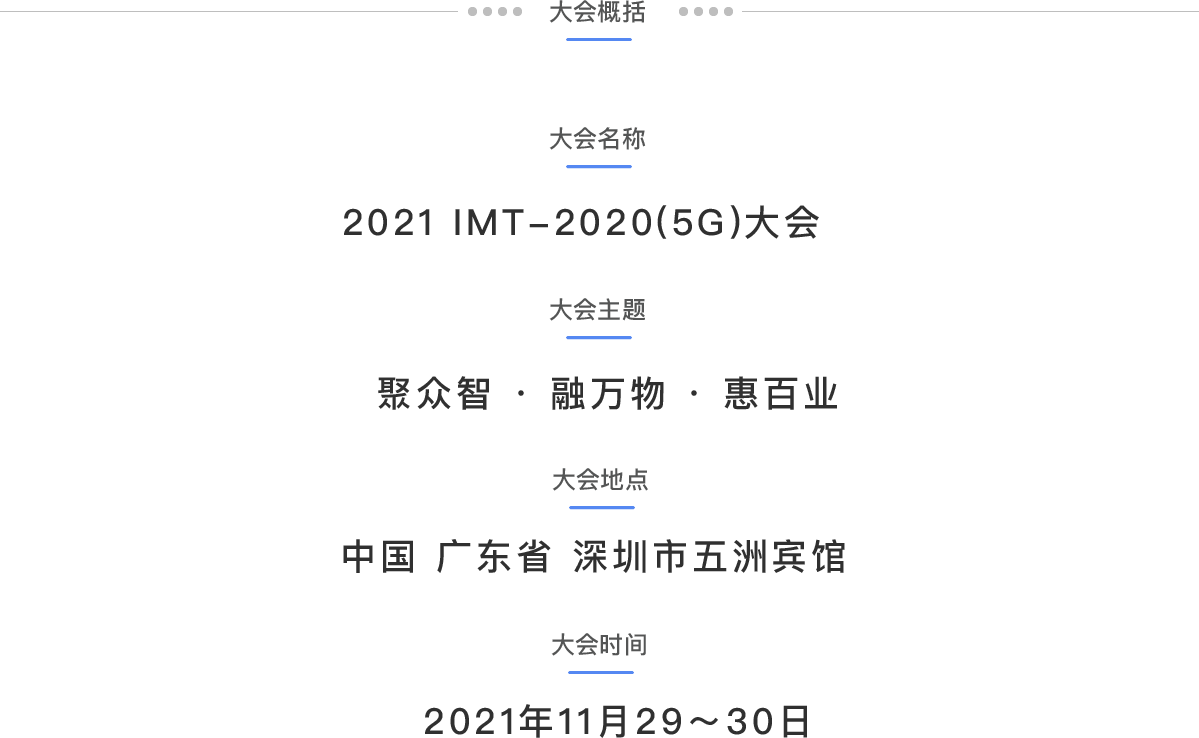 大会概括
大会名称
2021 IMT-2020(5G)大会
大会主题
聚众智 · 融万物 · 惠百业
大会地点
中国 广东省 深圳市五洲宾馆
大会时间
2021年11月29～30日